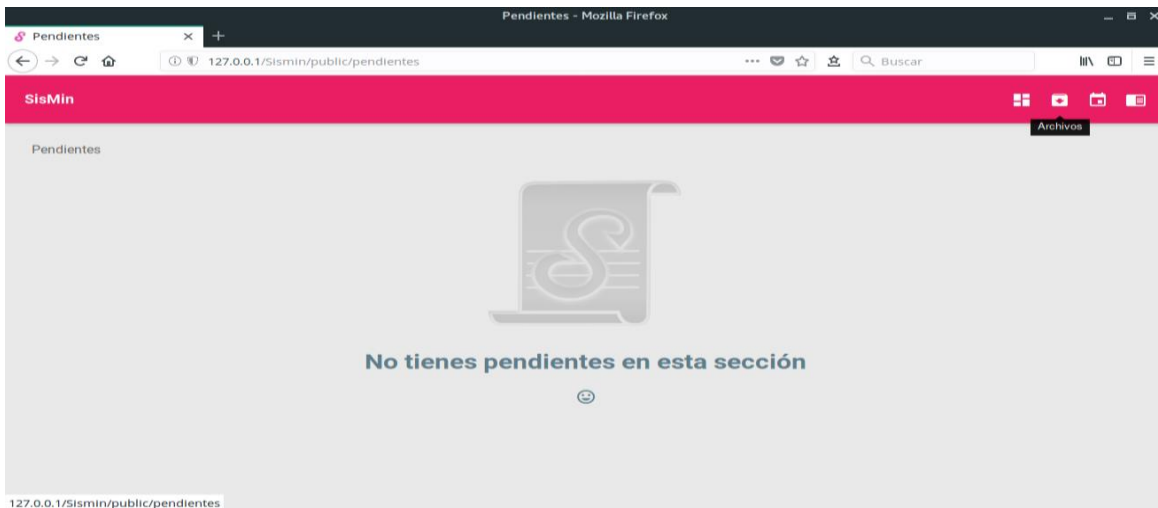 Pendientes - Mozilla Firefox
Pendientes
127.0.0.1/Sismin/public/pendientes
Buscar
SisMin
Archivos
Pendientes
No tienes pendientes en esta sección
127.0.0.1/Sismin/public/pendientes